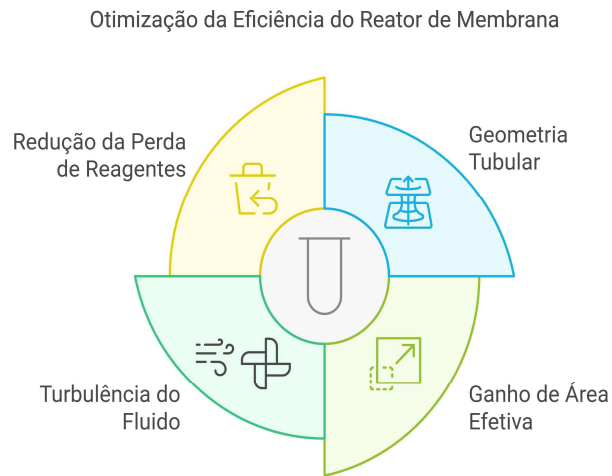 Otimização da Eficiência do Reator de Membrana
Redução da Perda
de Reagentes
Geometria
Tubular
Turbulência do
Fluido
Ganho de Área
Efetiva